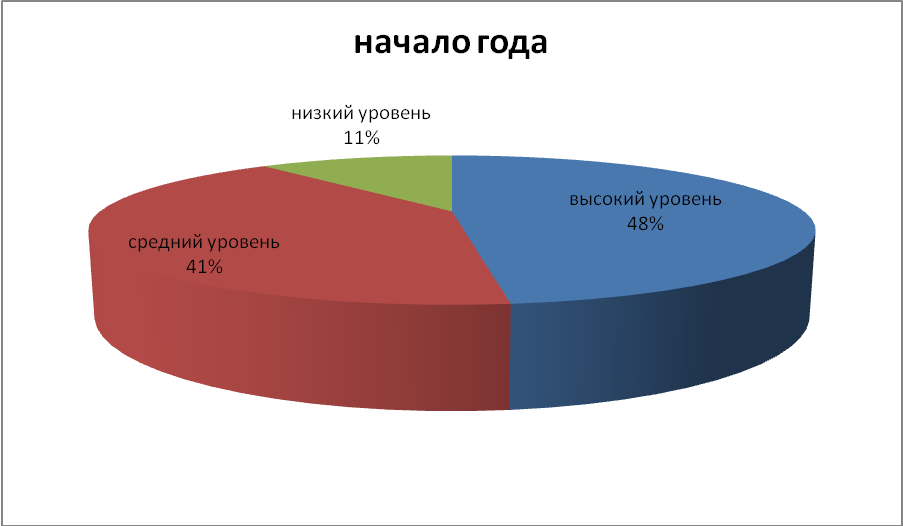 начало года
низкий уровень
11%
высокий уровень
48%
средний уровень
41%